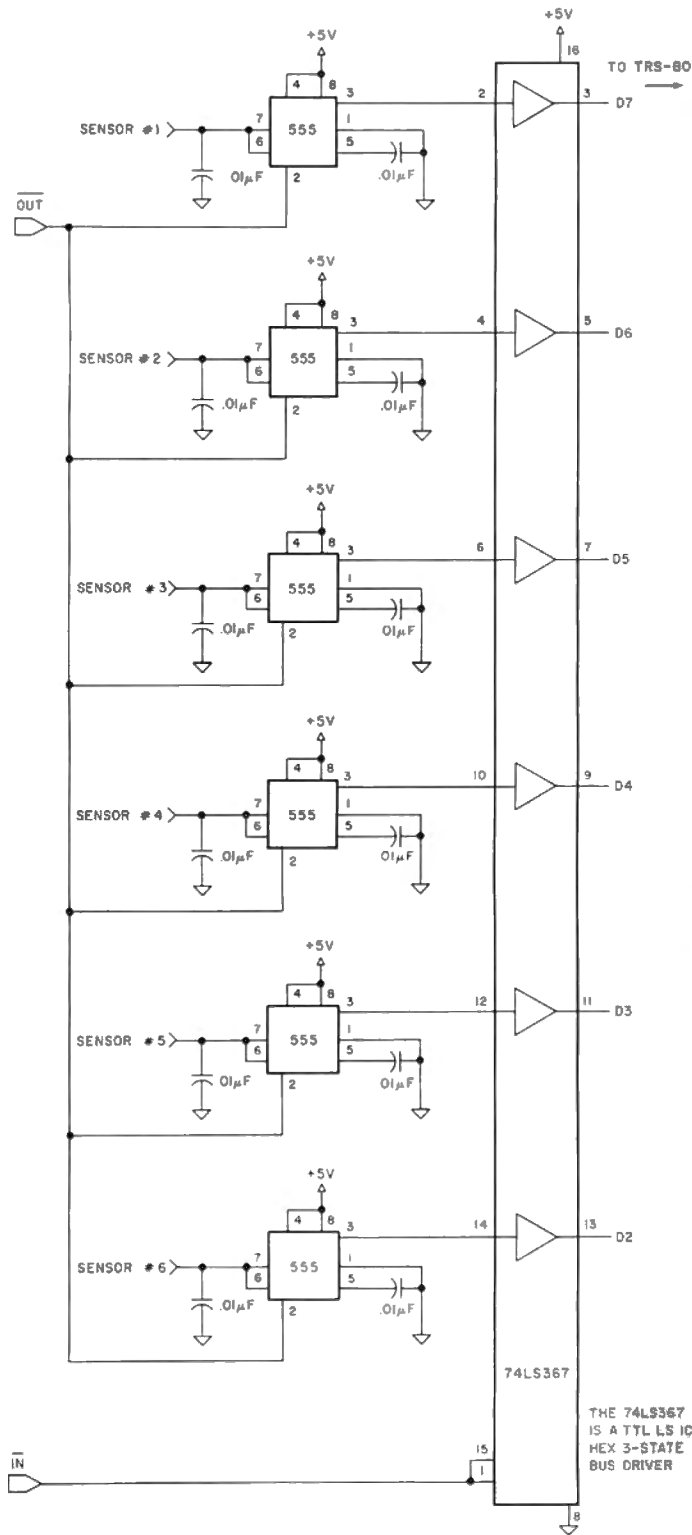 +5V
16
TO TRS-80
4 8
3 2 3 D7
SENSOR #1 7 555 1
6 5
.01µF 2 .01µF
OUT
+5V
4 8
3 4 5 D6
SENSOR #2 7 555 1
6 5
.01µF 2 .01µF
+5V
4 8
3 6 7 D5
SENSOR #3 7 555 1
6 5
.01µF 2 .01µF
+5V
4 8
3 10 9 D4
SENSOR #4 7 555 1
6 5
.01µF 2 .01µF
+5V
4 8
3 12 11 D3
SENSOR #5 7 555 1
6 5
.01µF 2 .01µF
+5V
4 8
3 14 13 D2
SENSOR #6 7 555 1
6 5
.01µF 2 .01µF
74LS367
THE 74LS367
IS A TTL LS IC
HEX 3-STATE
BUS DRIVER
IN
15
1
8
+5V